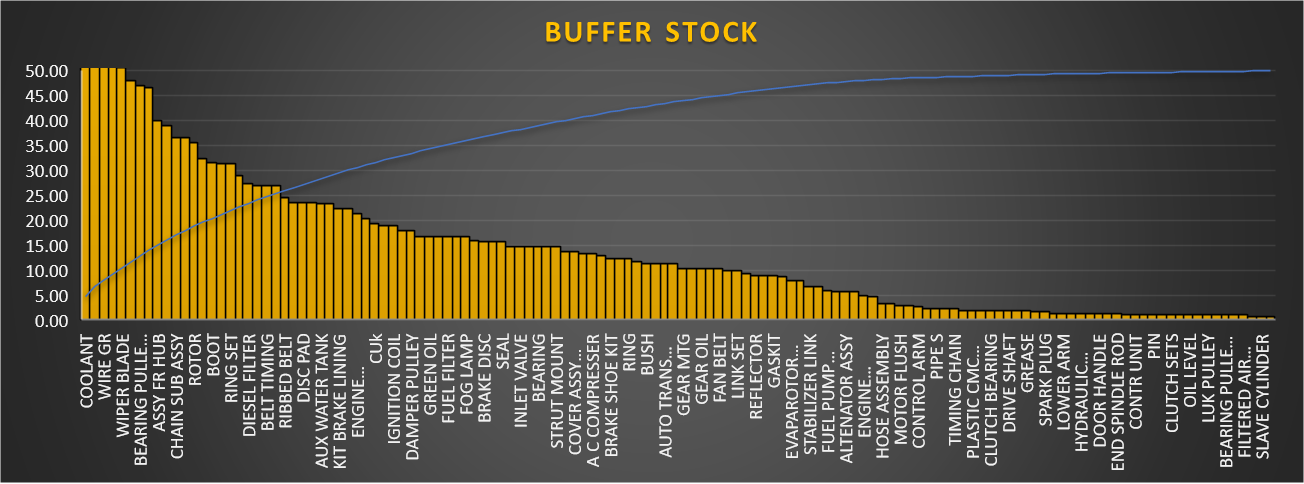 BUFFER STOCK
50.00
45.00
40.00
35.00
30.00
25.00
20.00
15.00
10.00
5.00
0.00
COOLANT
WIRE GR
WIPER BLADE
BEARING PULLE...
ASSY FR HUB
CHAIN SUB ASSY
ROTOR
BOOT
RING SET
DIESEL FILTER
BELT TIMING
RIBBED BELT
DISC PAD
AUX WATER TANK
KIT BRAKE LINING
ENGINE...
CUk
IGNITION COIL
DAMPER PULLEY
GREEN OIL
FUEL FILTER
FOG LAMP
BRAKE DISC
SEAL
INLET VALVE
BEARING
STRUT MOUNT
COVER ASSY...
A C COMPRESSER
BRAKE SHOE KIT
RING
BUSH
AUTO TRANS...
GEAR MTG
GEAR OIL
FAN BELT
LINK SET
REFLECTOR
GASKIT
EVAPAROTOR...
STABILIZER LINK
FUEL PUMP...
ALTENATOR ASSY
ENGINE...
HOSE ASSEMBLY
MOTOR FLUSH
CONTROL ARM
PIPE S
TIMING CHAIN
PLASTIC CMC...
CLUTCH BEARING
DRIVE SHAFT
GREASE
SPARK PLUG
LOWER ARM
HYDRAULIC...
DOOR HANDLE
END SPINDLE ROD
CONTR UNIT
PIN
CLUTCH SETS
OIL LEVEL
LUK PULLEY
BEARING PULLE...
FILTERED AIR...
SLAVE CYLINDER